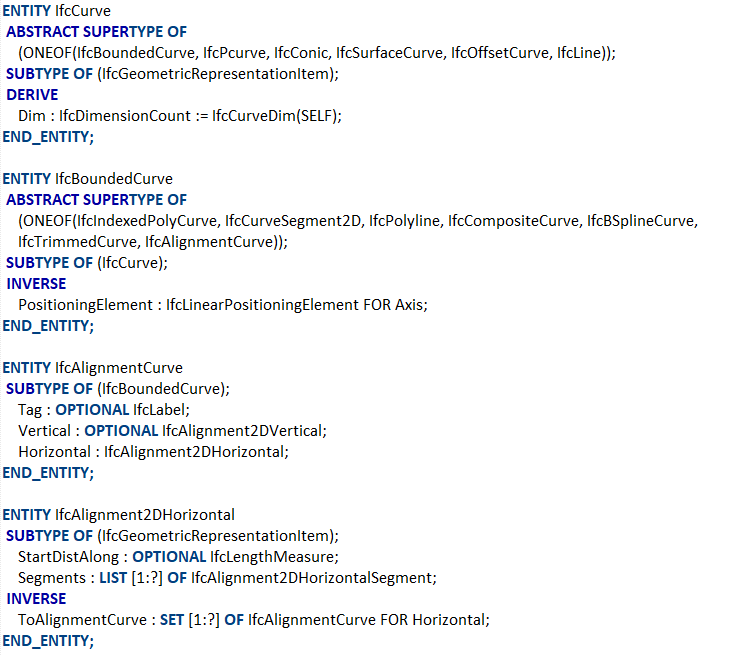 ENTITY IfcCurve
ABSTRACT SUPERTYPE OF
(ONEOF(IfcBoundedCurve, IfcPcurve, IfcConic, IfcSurfaceCurve, IfcOffsetCurve, IfcLine));
SUBTYPE OF (IfcGeometricRepresentationItem);
DERIVE
Dim : IfcDimensionCount := IfcCurveDim(SELF);
END_ENTITY;
ENTITY IfcBoundedCurve
ABSTRACT SUPERTYPE OF
(ONEOF(IfcIndexedPolyCurve, IfcCurveSegment2D, IfcPolyline, IfcCompositeCurve, IfcBSplineCurve,
IfcTrimmedCurve, IfcAlignmentCurve));
SUBTYPE OF (IfcCurve);
INVERSE
PositioningElement : IfcLinearPositioningElement FOR Axis;
END_ENTITY;
ENTITY IfcAlignmentCurve
SUBTYPE OF (IfcBoundedCurve);
Tag : OPTIONAL IfcLabel;
Vertical : OPTIONAL IfcAlignment2DVertical;
Horizontal : IfcAlignment2DHorizontal;
END_ENTITY;
ENTITY IfcAlignment2DHorizontal
SUBTYPE OF (IfcGeometricRepresentationItem);
StartDistAlong : OPTIONAL IfcLengthMeasure;
Segments : LIST [1:?] OF IfcAlignment2DHorizontalSegment;
INVERSE
ToAlignmentCurve : SET [1:?] OF IfcAlignmentCurve FOR Horizontal;
END_ENTITY;